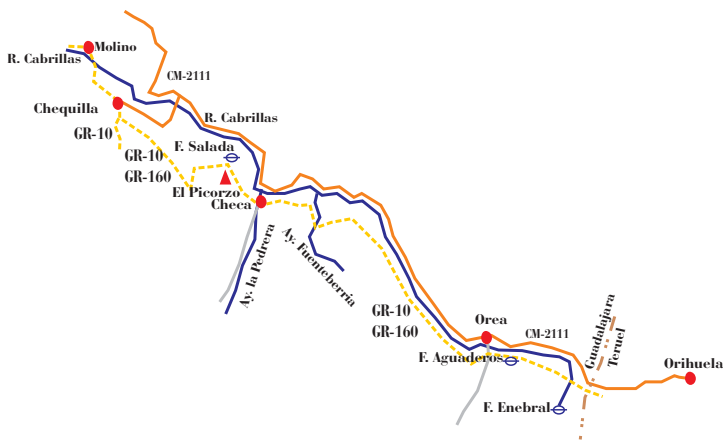 Molino
R. Cabrillas
CM-2111
Chequilla
R. Cabrillas
GR-10
F. Salada
GR-10
GR-160
El Picorzo
Checa
Ay. la Pedrera
Ay. Fuenteberria
GR-10
GR-160
Orea
CM-2111
Guadalajara
Teruel
F. Aguaderos
Orihuela
F. Enebral